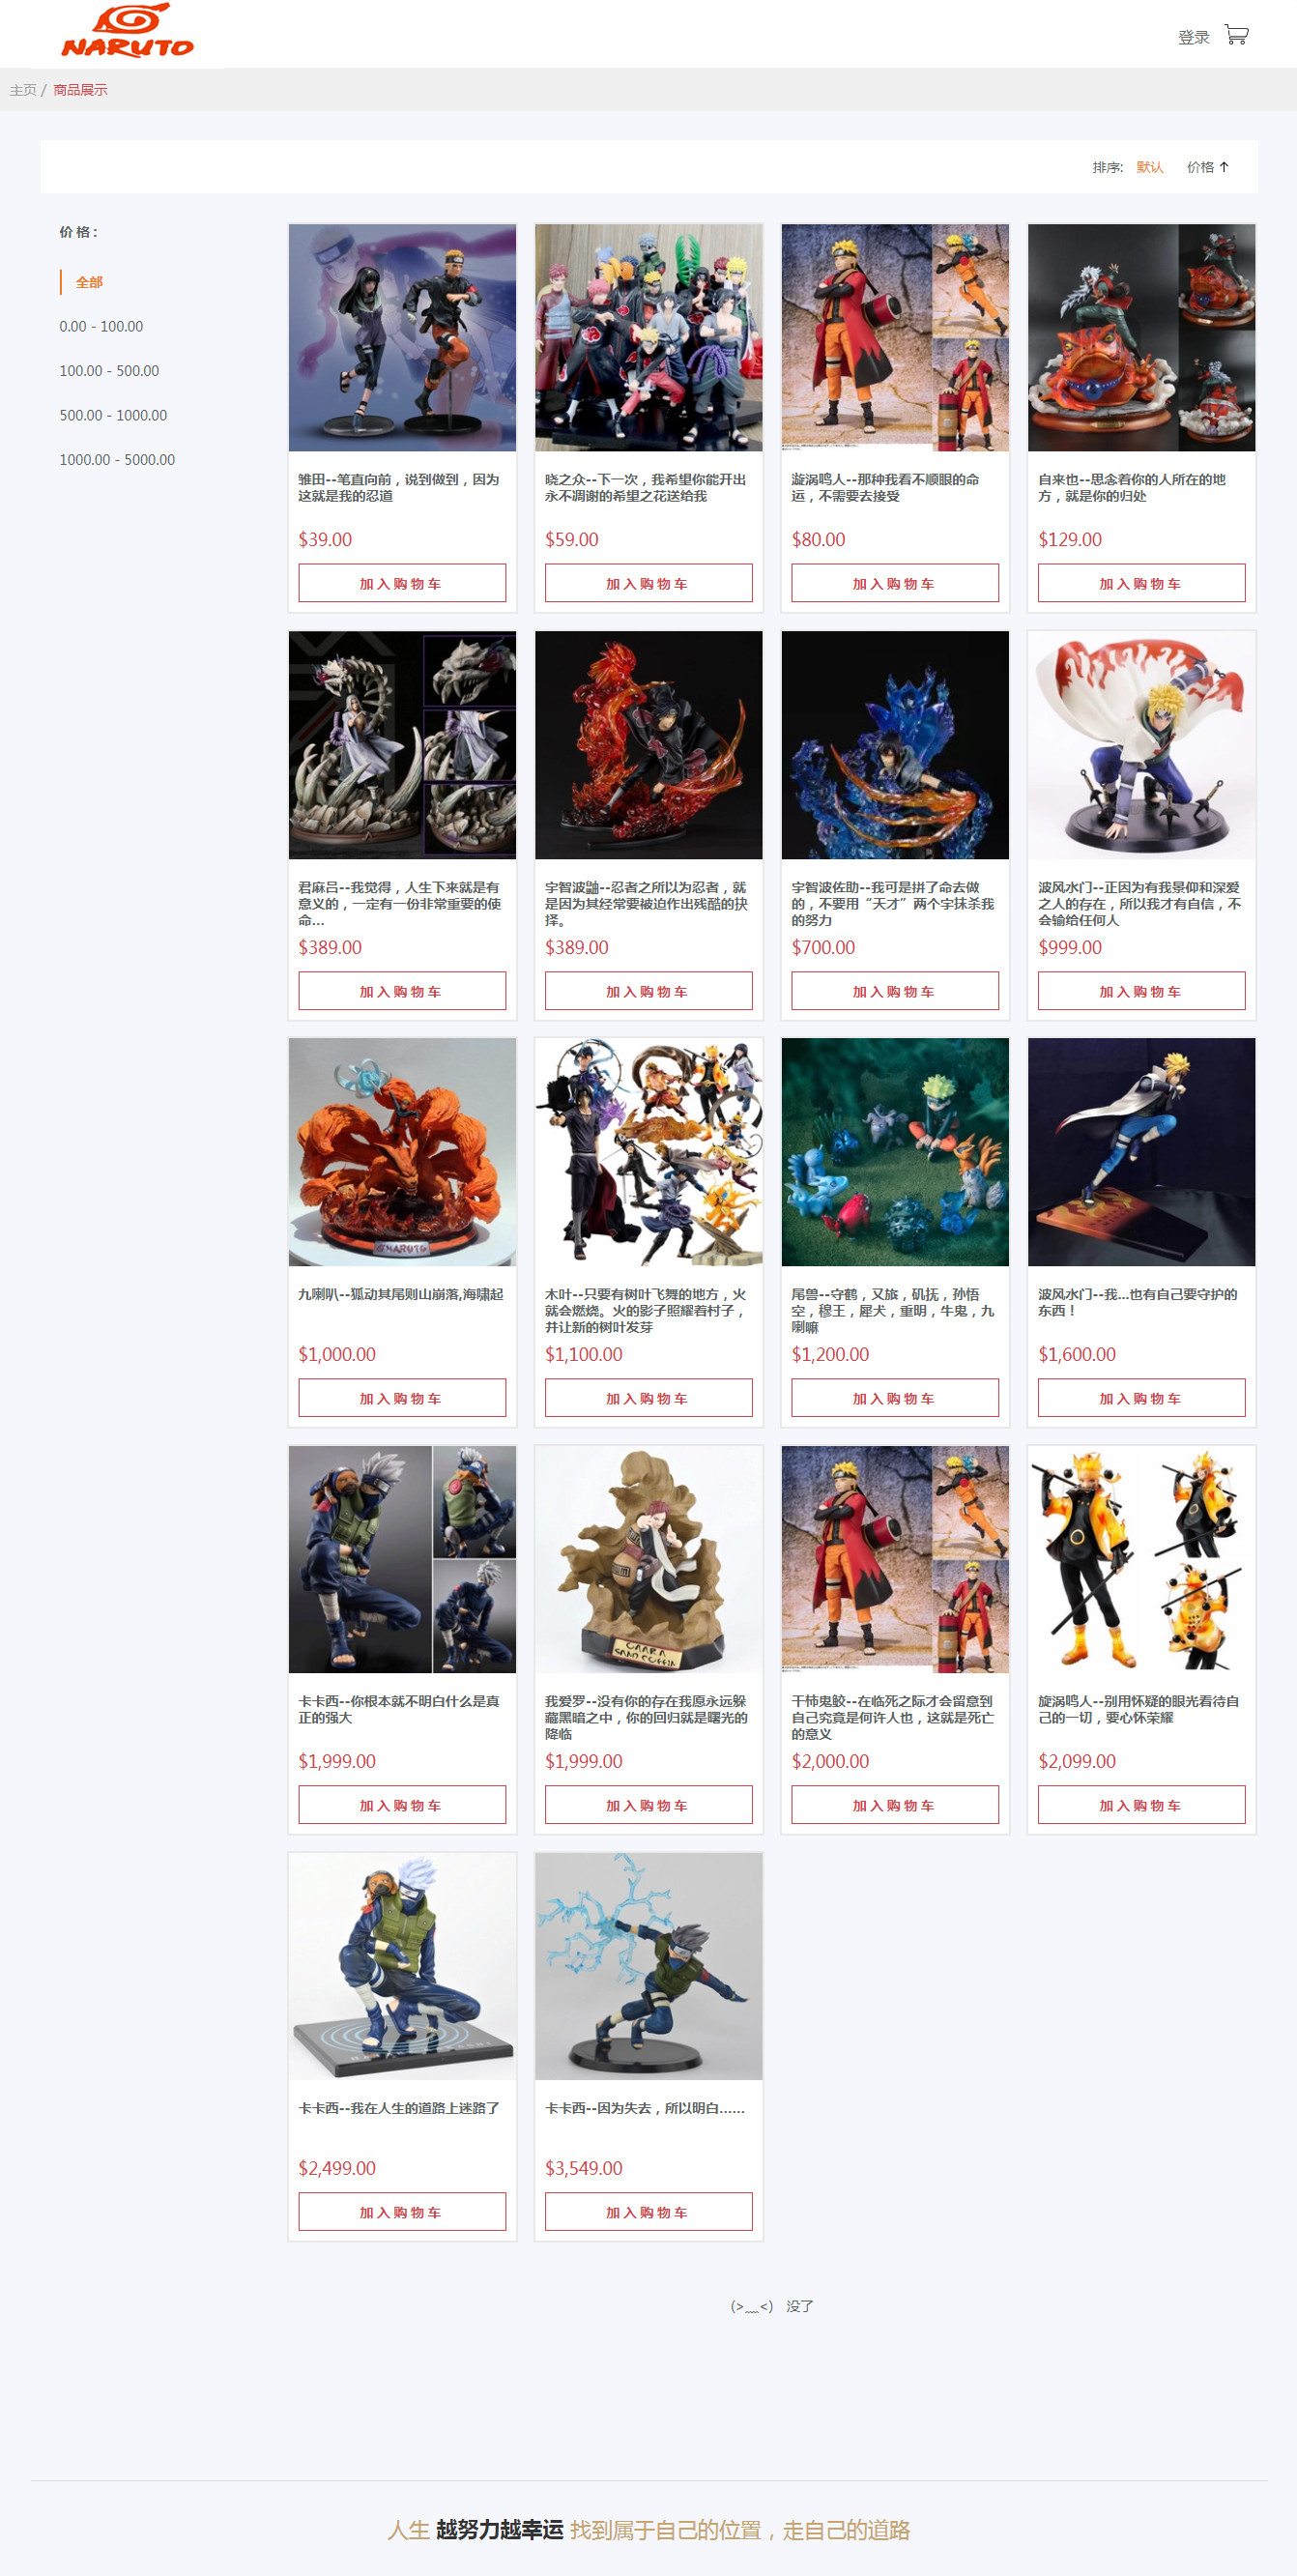 NARUTO
登录
主页 / 商品展示
排序: 默认 价格
价格：
全部
0.00 - 100.00
100.00 - 500.00
500.00 - 1000.00
1000.00 - 5000.00
雏田--笔直向前，说到做到，因为
这就是我的忍道
$39.00
加入购物车
晓之众--下一次，我希望你能开出
永不凋谢的希望之花送给我
$59.00
加入购物车
漩涡鸣人--那种我看不顺眼的命
运，不需要去接受
$80.00
加入购物车
自来也--思念着你的人所在的地
方，就是你的归处
$129.00
加入购物车
君麻吕--我觉得，人生下来就是有
意义的，一定有一份非常重要的使
命...
$389.00
加入购物车
宇智波鼬--忍者之所以为忍者，就
是因为其经常要被迫作出残酷的抉
择。
$389.00
加入购物车
宇智波佐助--我可是拼了命去做
的，不要用“天才”两个字抹杀我
的努力
$700.00
加入购物车
波风水门--正因为有我景仰和深爱
之人的存在，所以我才有自信，不
会输给任何人
$999.00
加入购物车
NARUTO
九喇叭--狐动其尾则山崩落,海啸起
$1,000.00
加入购物车
木叶--只要有树叶飞舞的地方，火
就会燃烧。火的影子照耀着村子，
并让新的树叶发芽
$1,100.00
加入购物车
尾兽--守鹤，又旅，矶抚，孙悟
空，穆王，犀犬，重明，牛鬼，九
喇嘛
$1,200.00
加入购物车
波风水门--我...也有自己要守护的
东西！
$1,600.00
加入购物车
卡卡西--你根本就不明白什么是真
正的强大
$1,999.00
加入购物车
GAARA
SAND COFFIN
我爱罗--没有你的存在我愿永远躲
藏黑暗之中，你的回归就是曙光的
降临
$1,999.00
加入购物车
干柿鬼鲛--在临死之际才会留意到
自己究竟是何许人也，这就是死亡
的意义
$2,000.00
加入购物车
旋涡鸣人--别用怀疑的眼光看待自
己的一切，要心怀荣耀
$2,099.00
加入购物车
卡卡西--我在人生的道路上迷路了
$2,499.00
加入购物车
卡卡西--因为失去，所以明白......
$3,549.00
加入购物车
(>﹏<) 没了
人生 越努力越幸运 找到属于自己的位置，走自己的道路